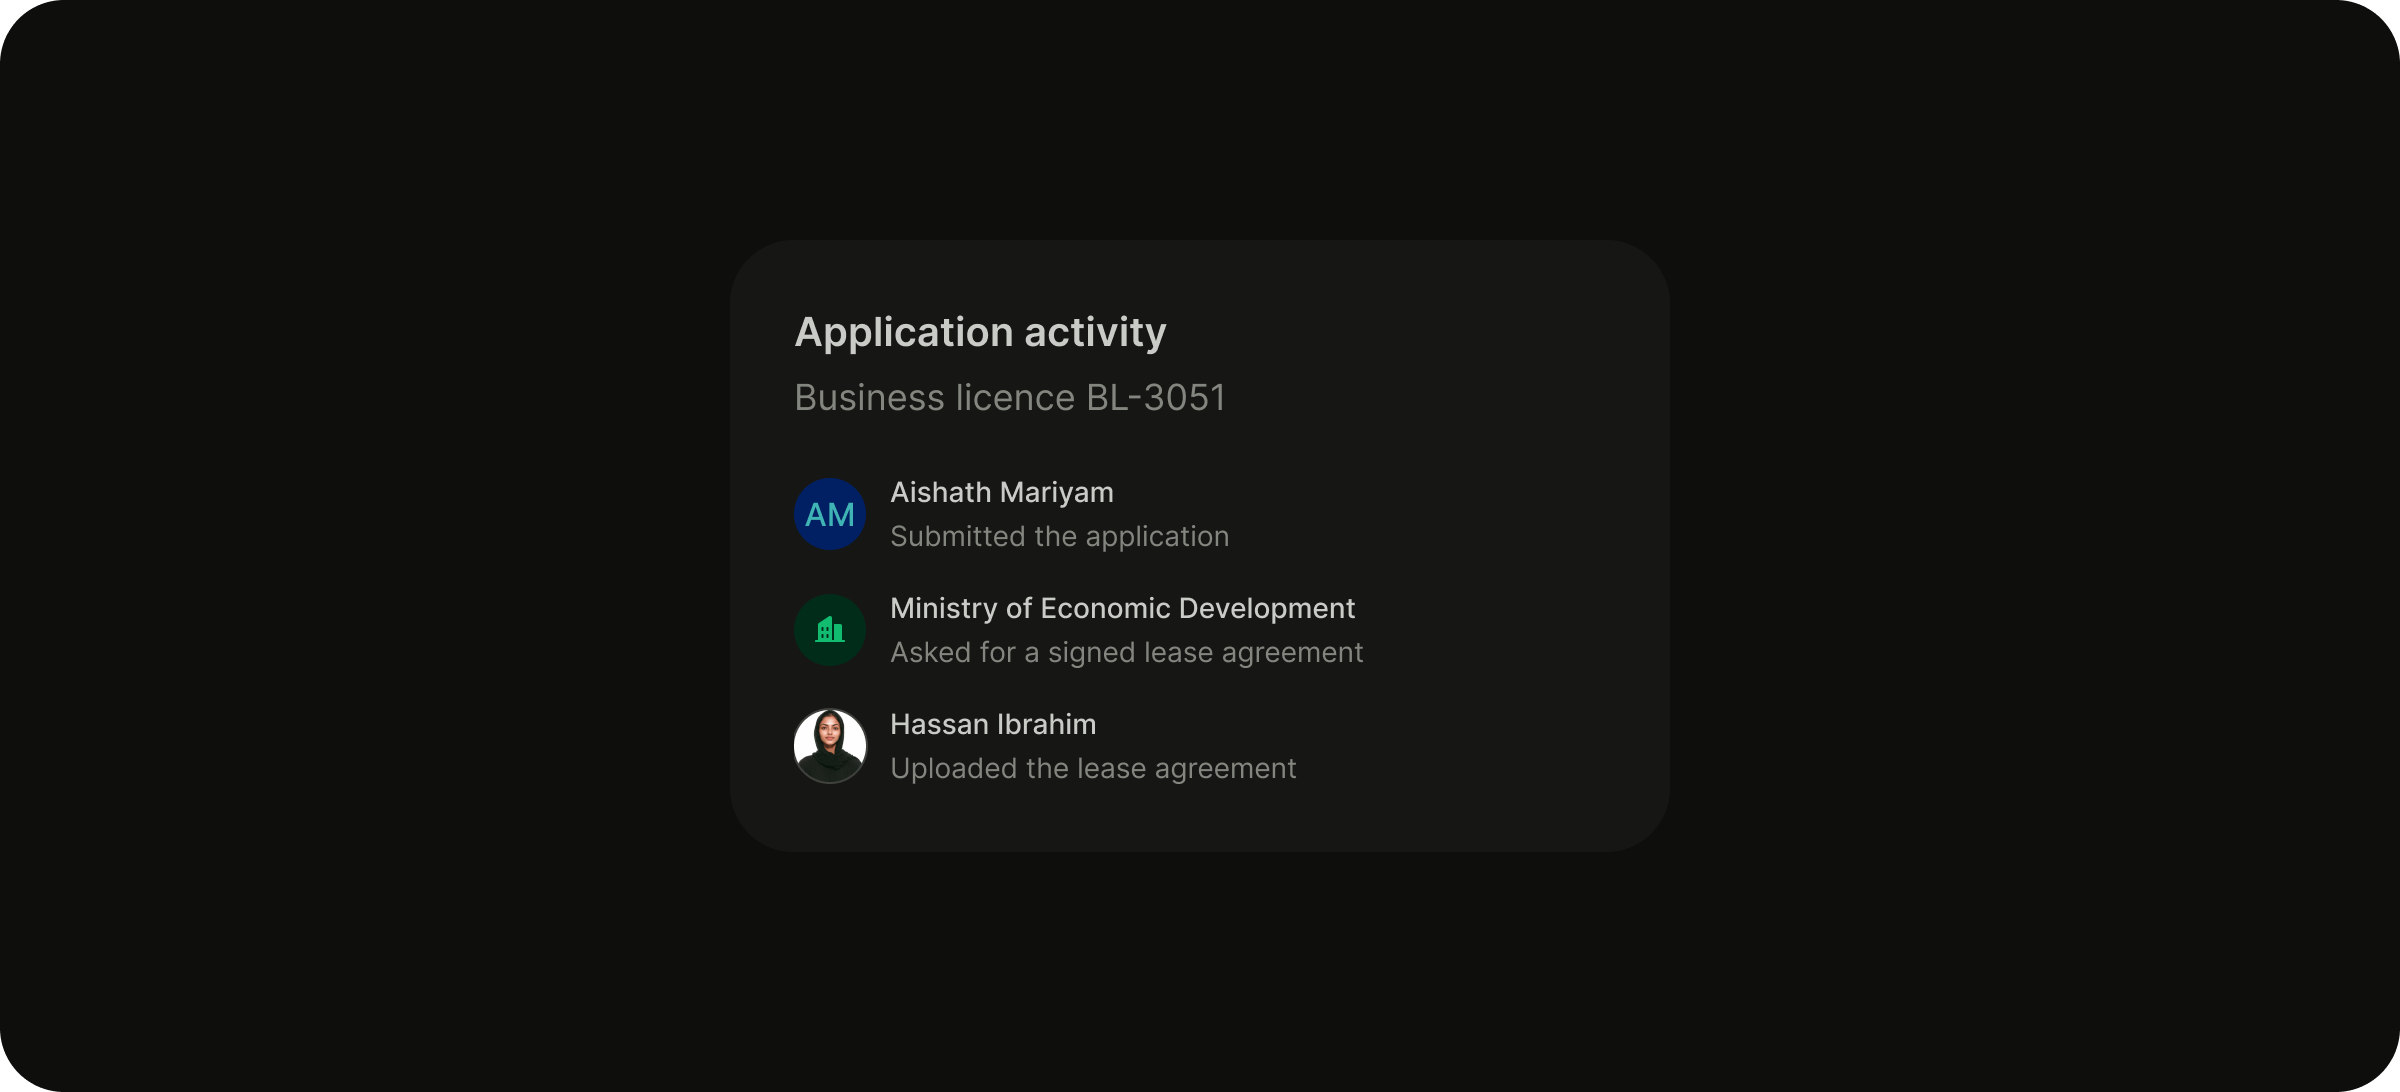 Application activity
Business licence BL-3051
AM
Aishath Mariyam
Submitted the application
Ministry of Economic Development
Asked for a signed lease agreement
Hassan Ibrahim
Uploaded the lease agreement